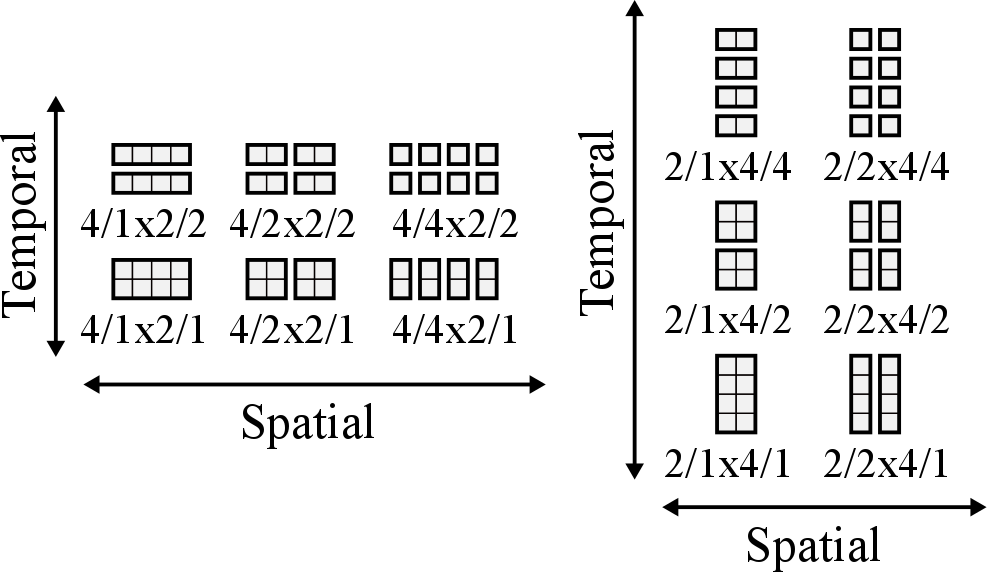 Temporal
4/1x2/2 4/2x2/2 4/4x2/2
4/1x2/1 4/2x2/1 4/4x2/1
Spatial
Temporal
2/1x4/4 2/2x4/4
2/1x4/2 2/2x4/2
2/1x4/1 2/2x4/1
Spatial